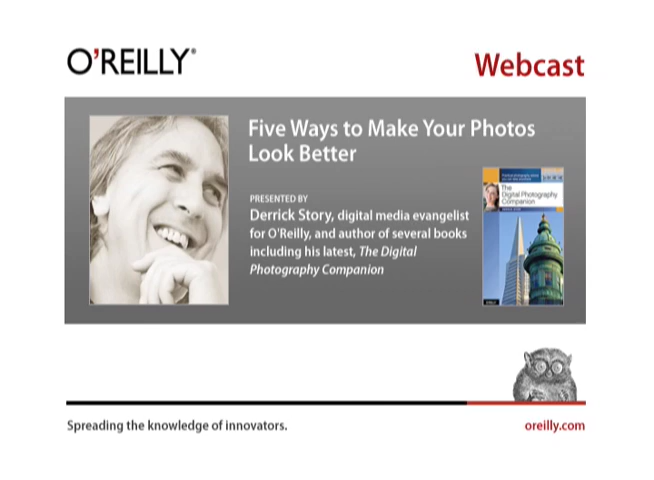 O'REILLY®
Webcast
Five Ways to Make Your Photos
Look Better
PRESENTED BY
Derrick Story, digital media evangelist
for O'Reilly, and author of several books
including his latest, The Digital
Photography Companion
The
Digital Photography
Companion
Spreading the knowledge of innovators.
oreilly.com